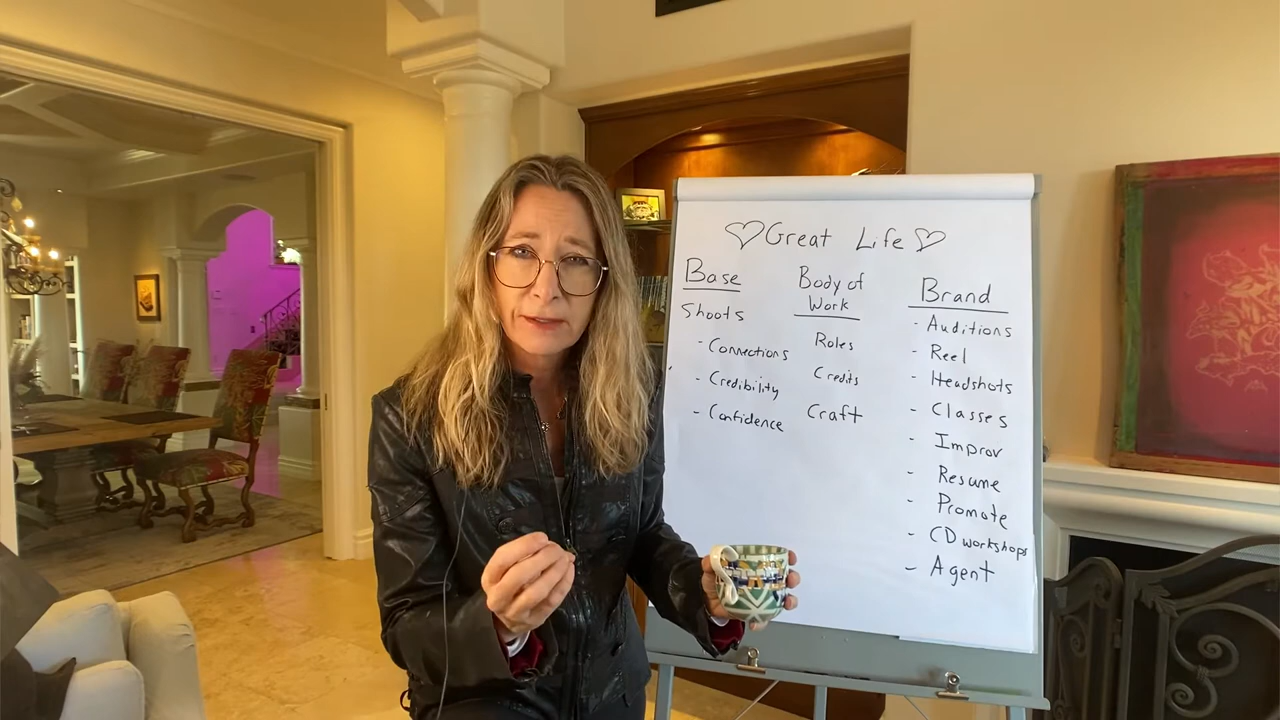 Great Life
Base
Shoots
- Connections
- Credibility
- Confidence
Body of
Work
Roles
Credits
Craft
Brand
- Auditions
- Reel
- Headshots
- Classes
- Improv
- Resume
- Promote
- CD workshops
- Agent